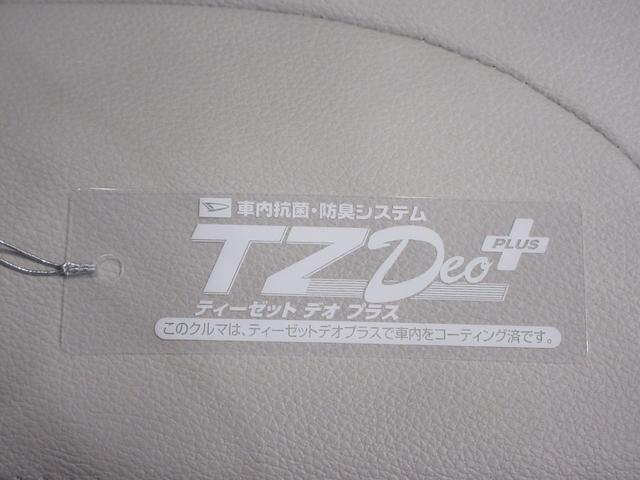 車内抗菌・防臭システム
TZ Deo PLUS
ティーゼット デオ プラス
このクルマは、ティーゼットデオプラスで車内をコーティング済です。